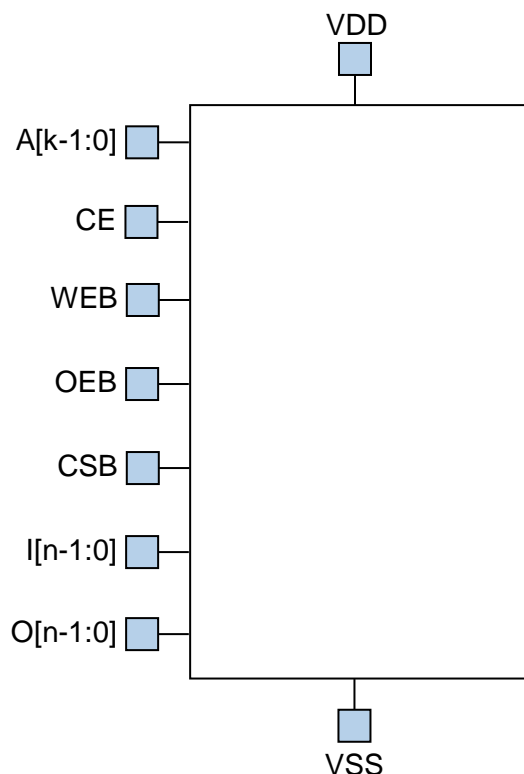 VDD
A[k-1:0]
CE
WEB
OEB
CSB
I[n-1:0]
O[n-1:0]
VSS